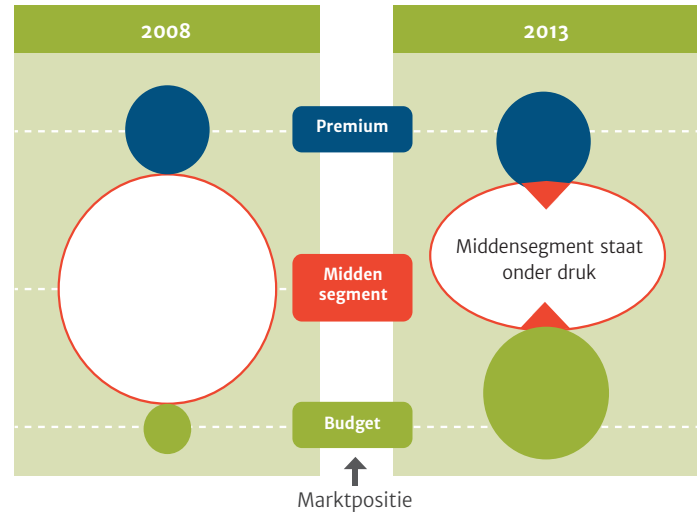 2008
2013
Premium
Midden
segment
Middensegment staat
onder druk
Budget
Marktpositie